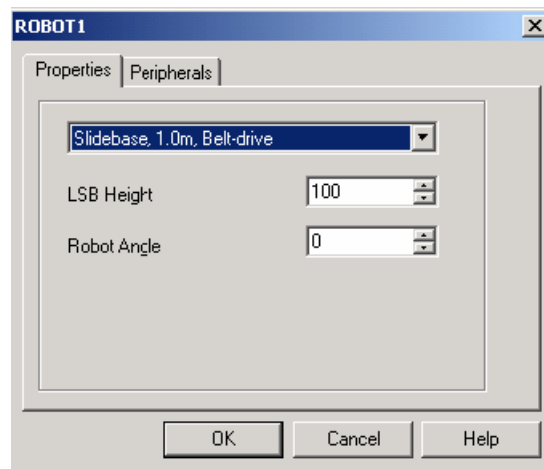 ROBOT1
Properties Peripherals
Slidebase, 1.0m, Belt-drive
LSB Height 100
Robot Angle 0
OK Cancel Help